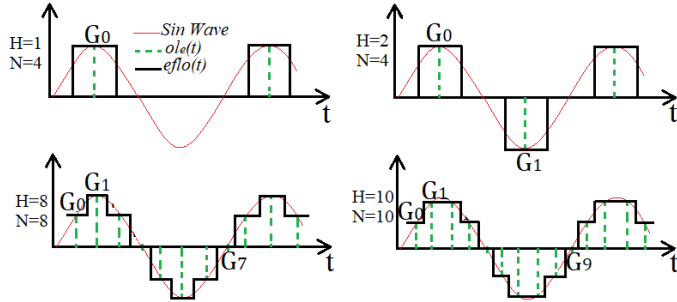 H=1
N=4
G0
Sin Wave
ole(t)
eflo(t)
t
H=2
N=4
G0
G1
t
H=8
N=8
G0
G1
G7
t
H=10
N=10
G0
G1
G9
t